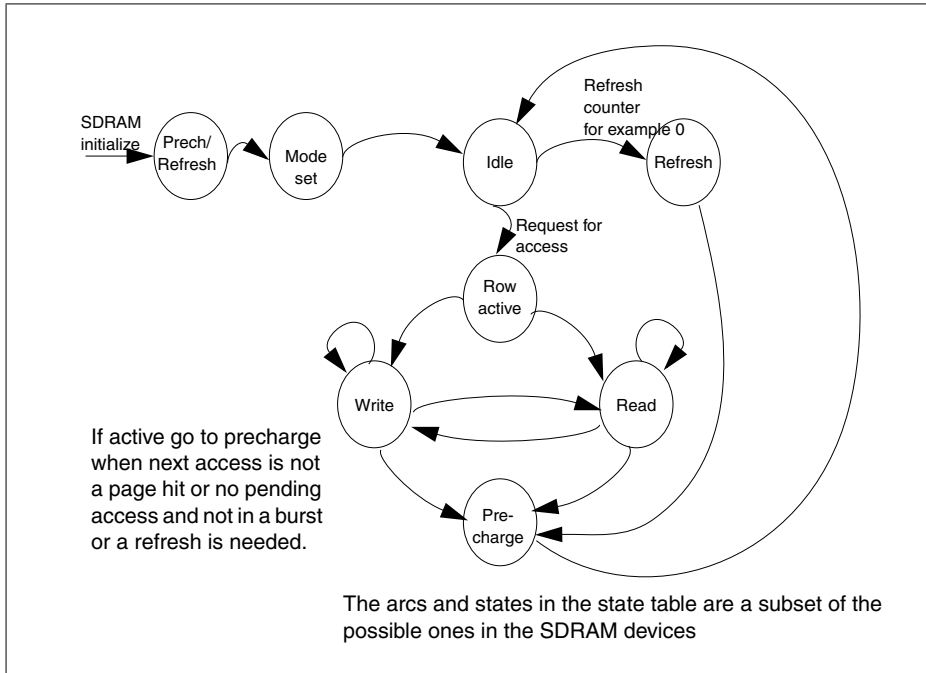 Refresh
counter
for example 0
SDRAM
initialize
Prech/
Refresh
Mode
set
Idle
Refresh
Request for
access
Row
active
Write
Read
If active go to precharge
when next access is not
a page hit or no pending
access and not in a burst
or a refresh is needed.
Pre-
charge
The arcs and states in the state table are a subset of the
possible ones in the SDRAM devices